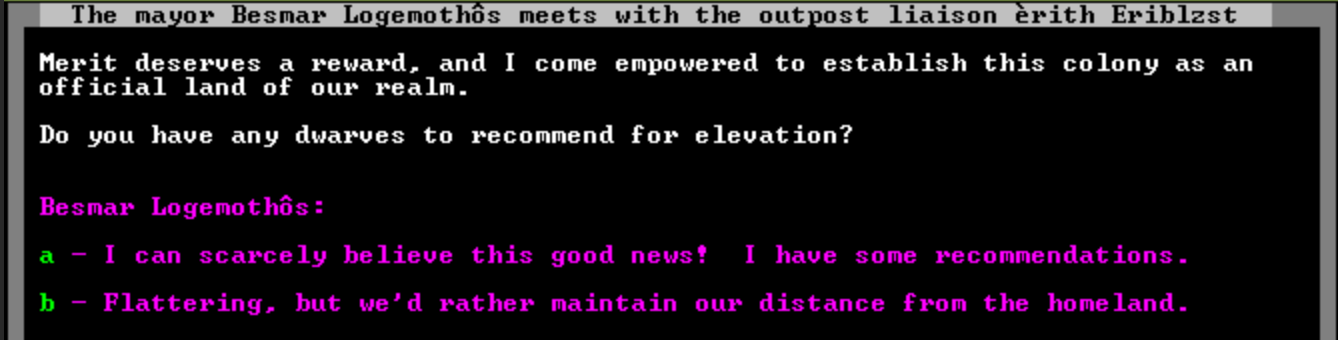 The mayor Besmar Logemothôs meets with the outpost liaison èrith Eriblzst
Merit deserves a reward, and I come empowered to establish this colony as an
official land of our realm.
Do you have any dwarves to recommend for elevation?
Besmar Logemothôs:
a - I can scarcely believe this good news!  I have some recommendations.
b - Flattering, but we'd rather maintain our distance from the homeland.